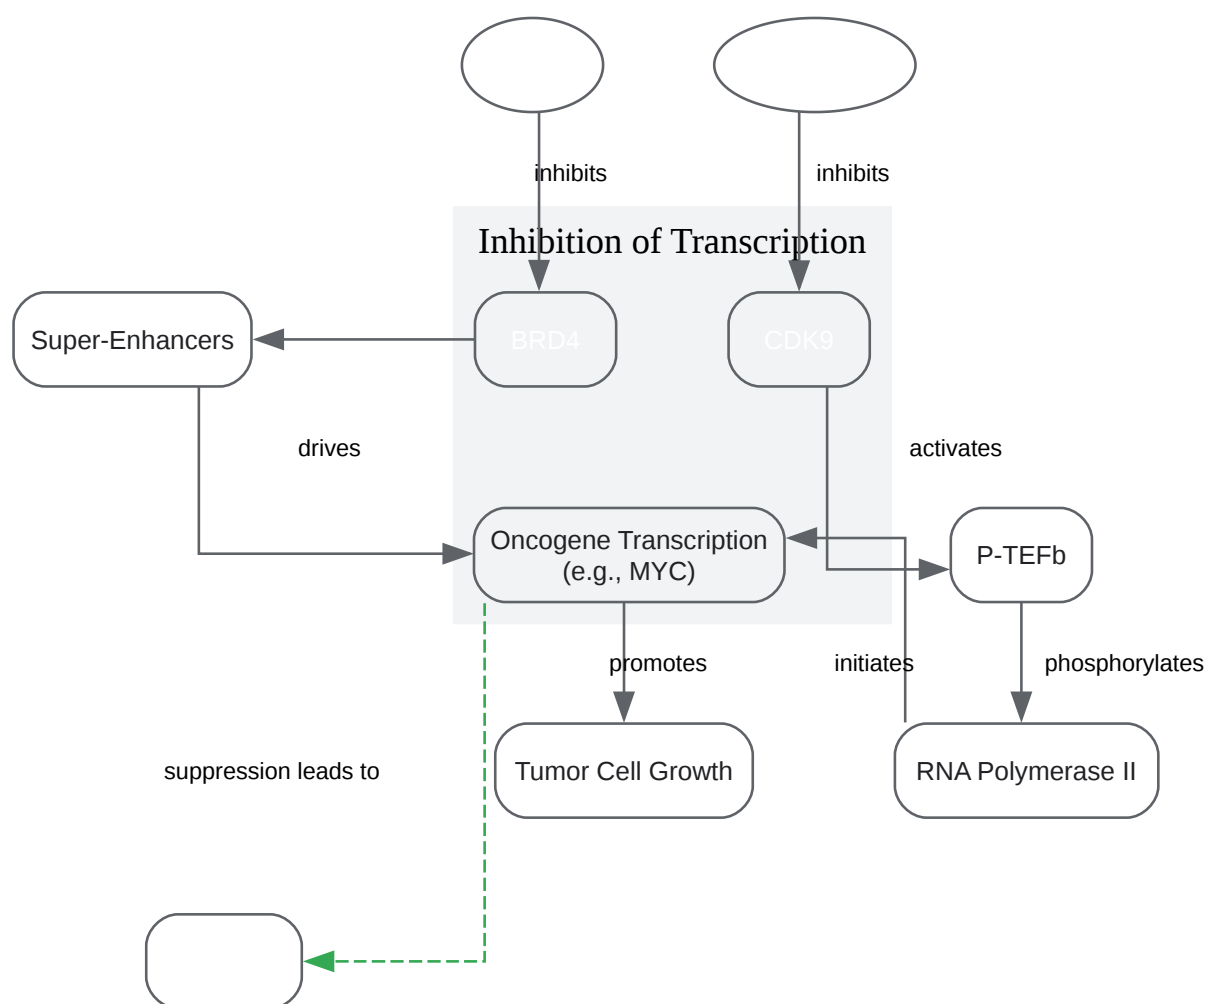 inhibits
inhibits
Inhibition of Transcription
Super-Enhancers
BRD4
CDK9
drives
activates
Oncogene Transcription
(e.g., MYC)
P-TEFb
promotes
initiates
phosphorylates
suppression leads to
Tumor Cell Growth
RNA Polymerase II